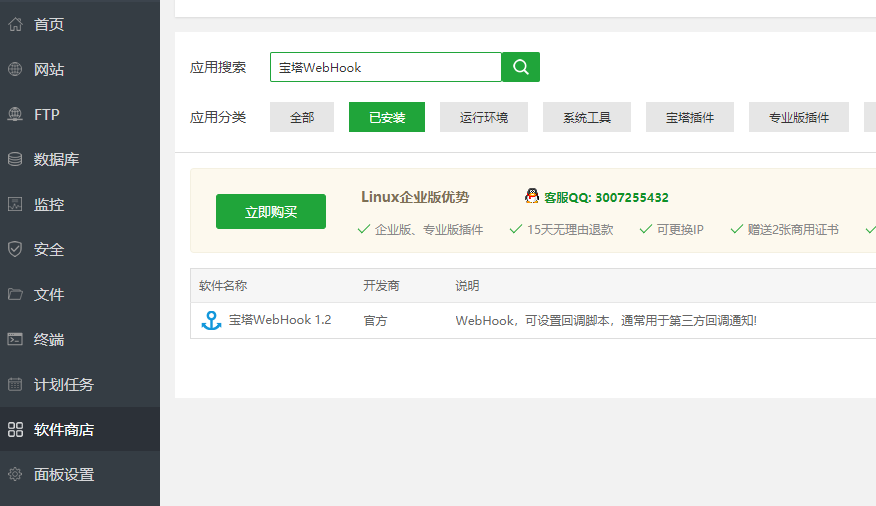 首页
网站
FTP
数据库
监控
安全
文件
终端
计划任务
软件商店
面板设置
应用搜索 宝塔WebHook
应用分类 全部 已安装 运行环境 系统工具 宝塔插件 专业版插件
立即购买
Linux企业版优势 客服QQ: 3007255432
企业版、专业版插件 15天无理由退款 可更换IP 赠送2张商用证书
软件名称 开发商 说明
宝塔WebHook 1.2 官方 WebHook，可设置回调脚本，通常用于第三方回调通知!